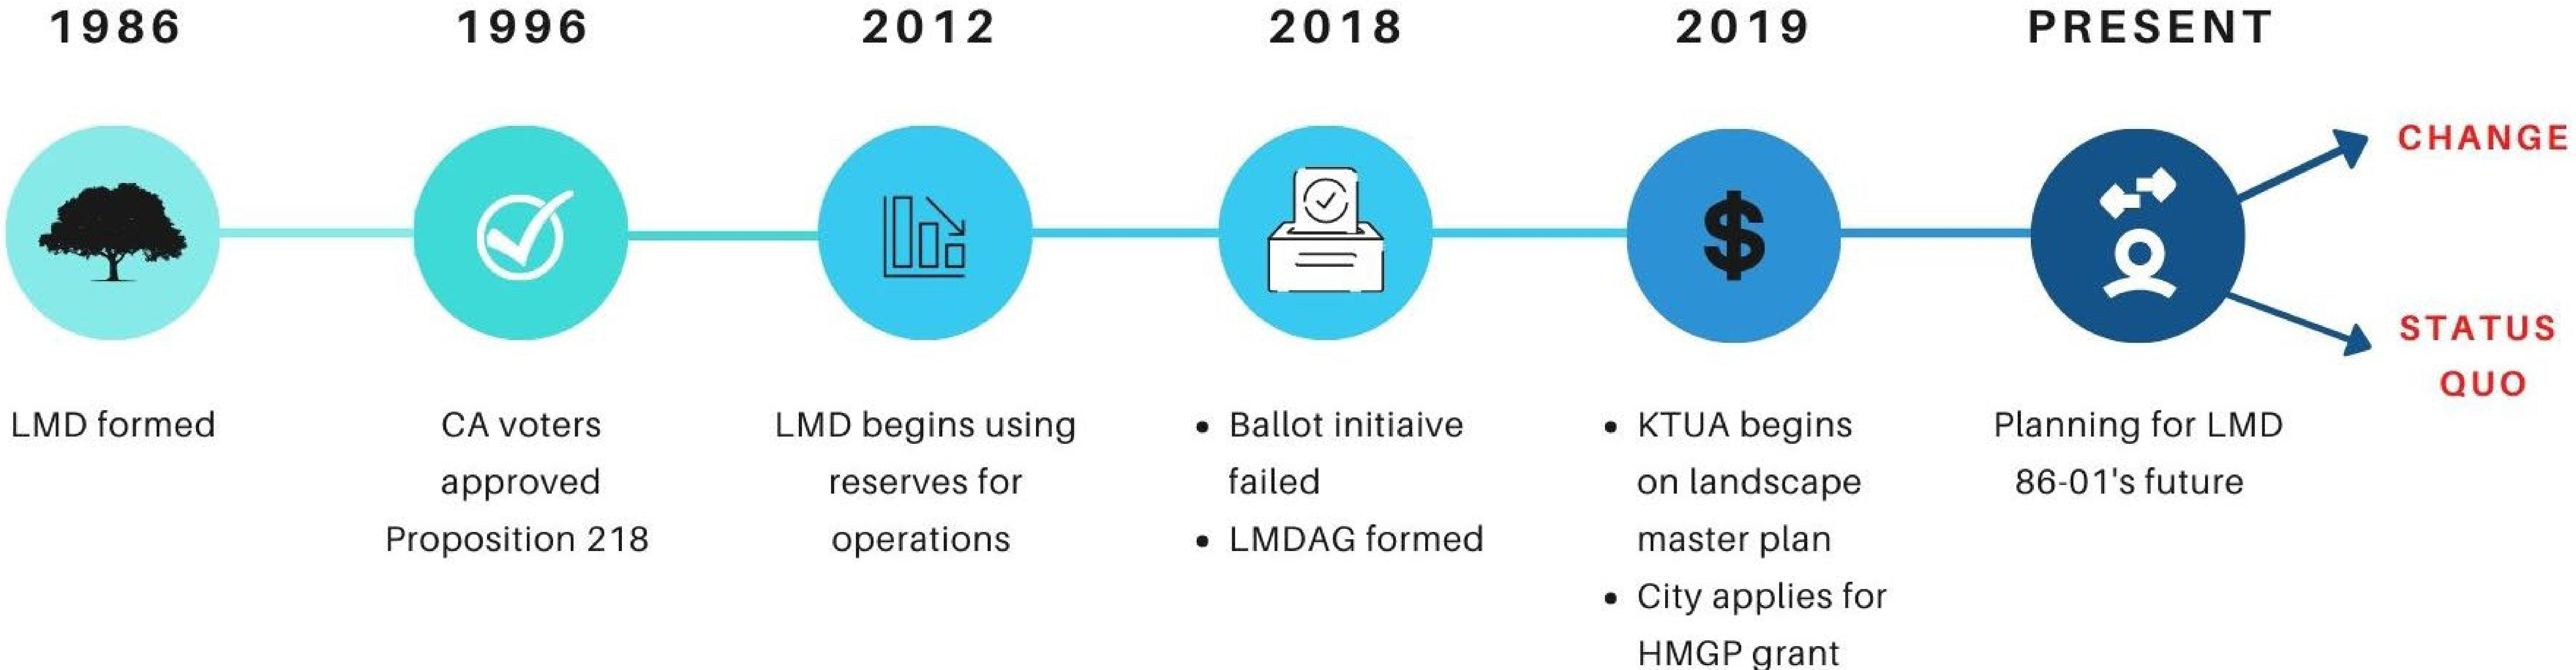 1986
1996
2012
2018
2019
PRESENT
CHANGE
STATUS
QUO
LMD formed
CA voters
approved
Proposition 218
LMD begins using
reserves for
operations
• Ballot initiaive
failed
• LMDAG formed
• KTUA begins
on landscape
master plan
• City applies for
HMGP grant
Planning for LMD
86-01's future
$